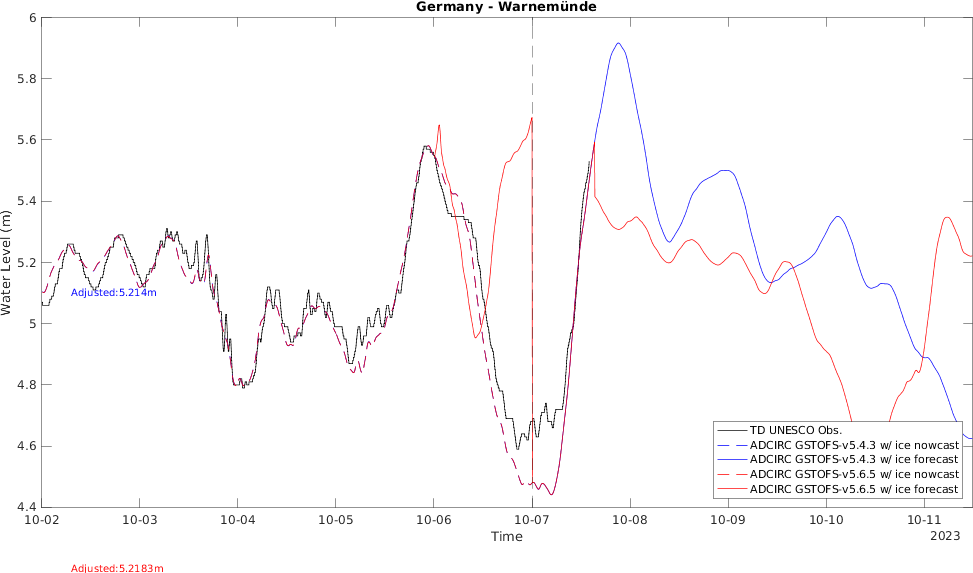 Germany - Warnemünde
6
5.8
5.6
5.4
5.2
5
4.8
4.6
4.4
Water Level (m)
Adjusted:5.214m
TD UNESCO Obs.
ADCIRC GSTOFS-v5.4.3 w/ ice nowcast
ADCIRC GSTOFS-v5.4.3 w/ ice forecast
ADCIRC GSTOFS-v5.6.5 w/ ice nowcast
ADCIRC GSTOFS-v5.6.5 w/ ice forecast
10-02 10-03 10-04 10-05 10-06 10-07 10-08 10-09 10-10 10-11
Time
2023
Adjusted:5.2183m